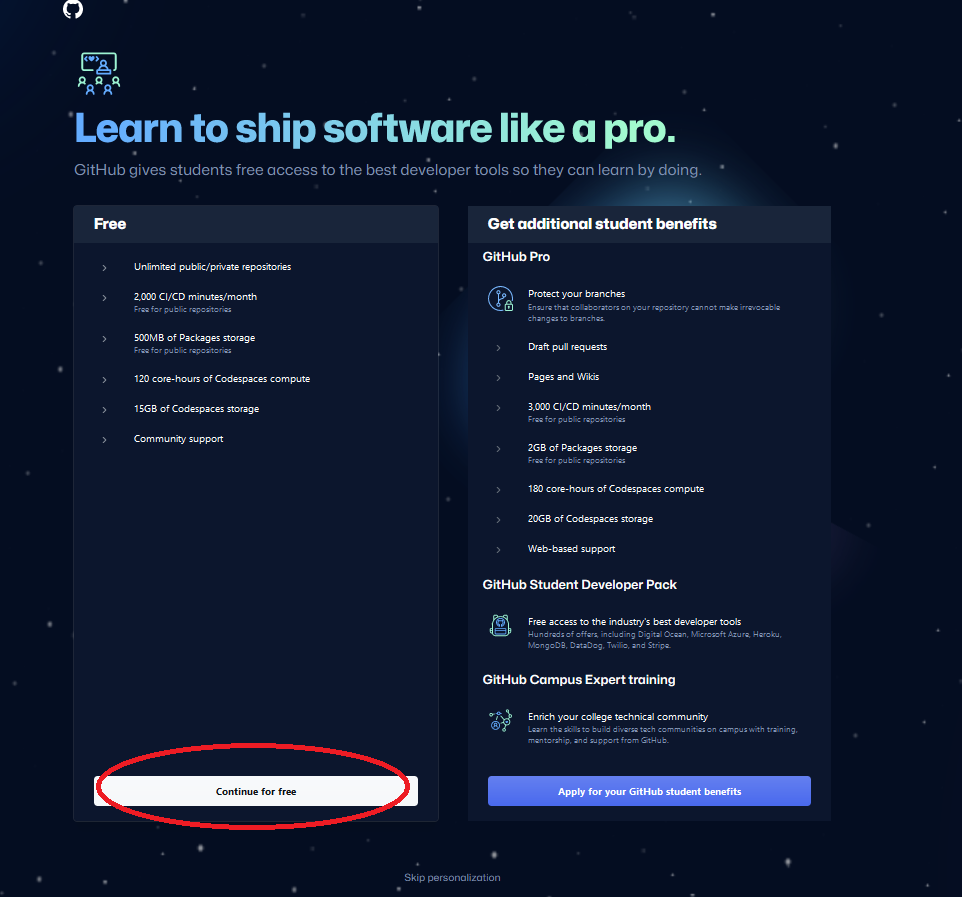 Learn to ship software like a pro.
GitHub gives students free access to the best developer tools so they can learn by doing.
Free
Unlimited public/private repositories
2,000 CI/CD minutes/month
Free for public repositories
500MB of Packages storage
Free for public repositories
120 core-hours of Codespaces compute
15GB of Codespaces storage
Community support
Continue for free
Get additional student benefits
GitHub Pro
Protect your branches
Ensure that collaborators on your repository cannot make irrevocable
changes to branches.
Draft pull requests
Pages and Wikis
3,000 CI/CD minutes/month
Free for public repositories
2GB of Packages storage
Free for public repositories
180 core-hours of Codespaces compute
20GB of Codespaces storage
Web-based support
GitHub Student Developer Pack
Free access to the industry's best developer tools
Hundreds of offers, including Digital Ocean, Microsoft Azure, Heroku,
MongoDB, DataDog, Twilio, and Stripe.
GitHub Campus Expert training
Enrich your college technical community
Learn the skills to build diverse tech communities on campus with training,
mentorship, and support from GitHub.
Apply for your GitHub student benefits
Skip personalization